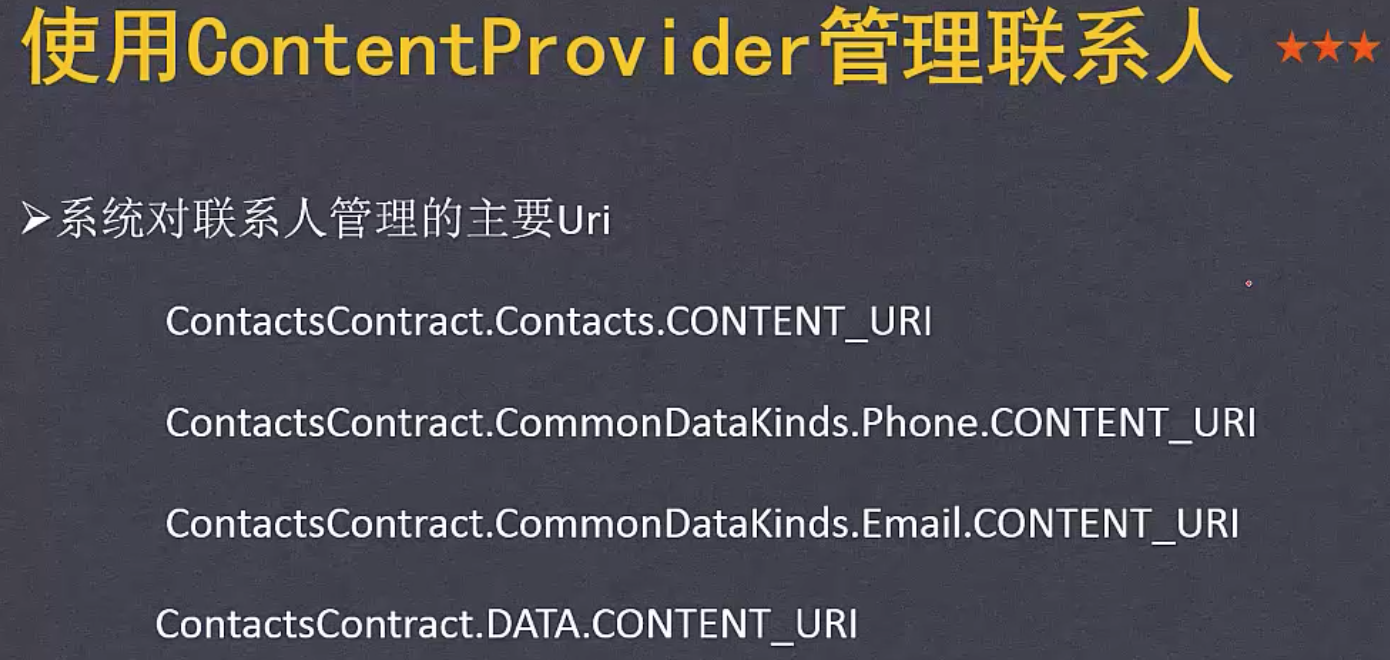 使用ContentProvider管理联系人 ★★★
➢系统对联系人管理的主要Uri
ContactsContract.Contacts.CONTENT_URI
ContactsContract.CommonDataKinds.Phone.CONTENT_URI
ContactsContract.CommonDataKinds.Email.CONTENT_URI
ContactsContract.DATA.CONTENT_URI